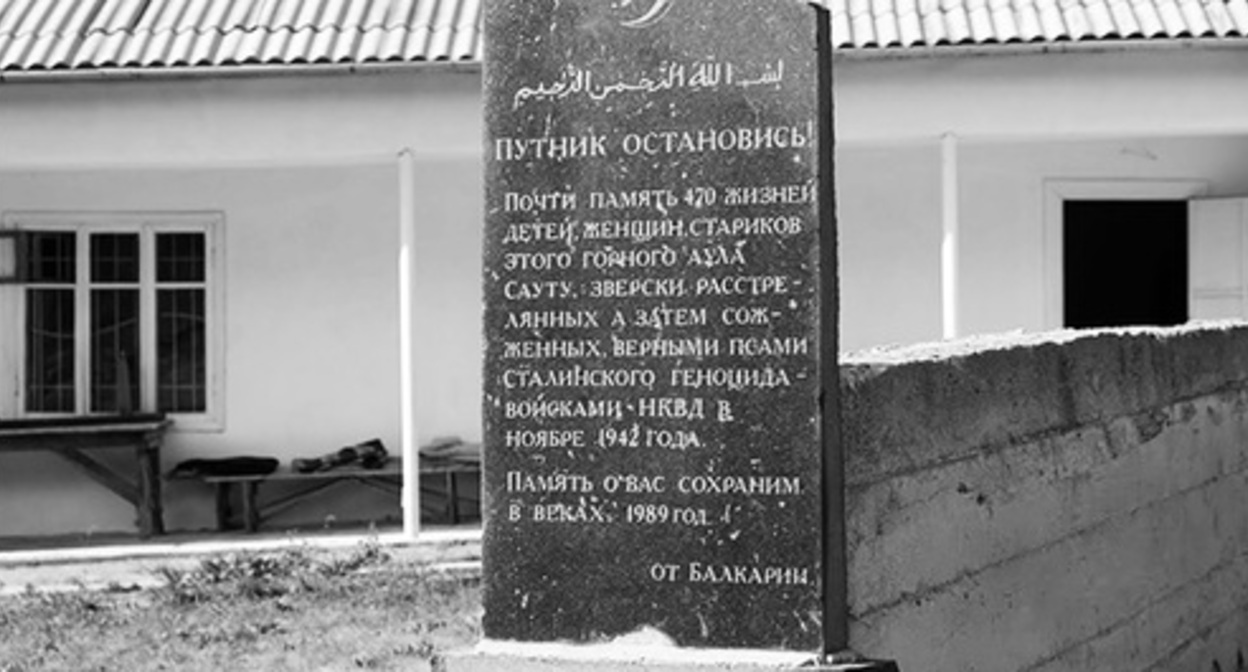 بسم الله الرحمن الرحيم
ПУТНИК ОСТАНОВИСЬ!
ПОЧТИ ПАМЯТЬ 470 ЖИЗНЕЙ
ДЕТЕЙ, ЖЕНЩИН, СТАРИКОВ
ЭТОГО ГОРНОГО АУЛА
САУТУ, ЗВЕРСКИ РАССТРЕ-
ЛЯННЫХ А ЗАТЕМ СОЖ-
ЖЕННЫХ, ВЕРНЫМИ ПСАМИ
СТАЛИНСКОГО ГЕНОЦИДА-
ВОЙСКАМИ НКВД В
НОЯБРЕ 1942 ГОДА.
ПАМЯТЬ О ВАС СОХРАНИМ
В ВЕКАХ. 1989 ГОД
ОТ БАЛКАРИИ.